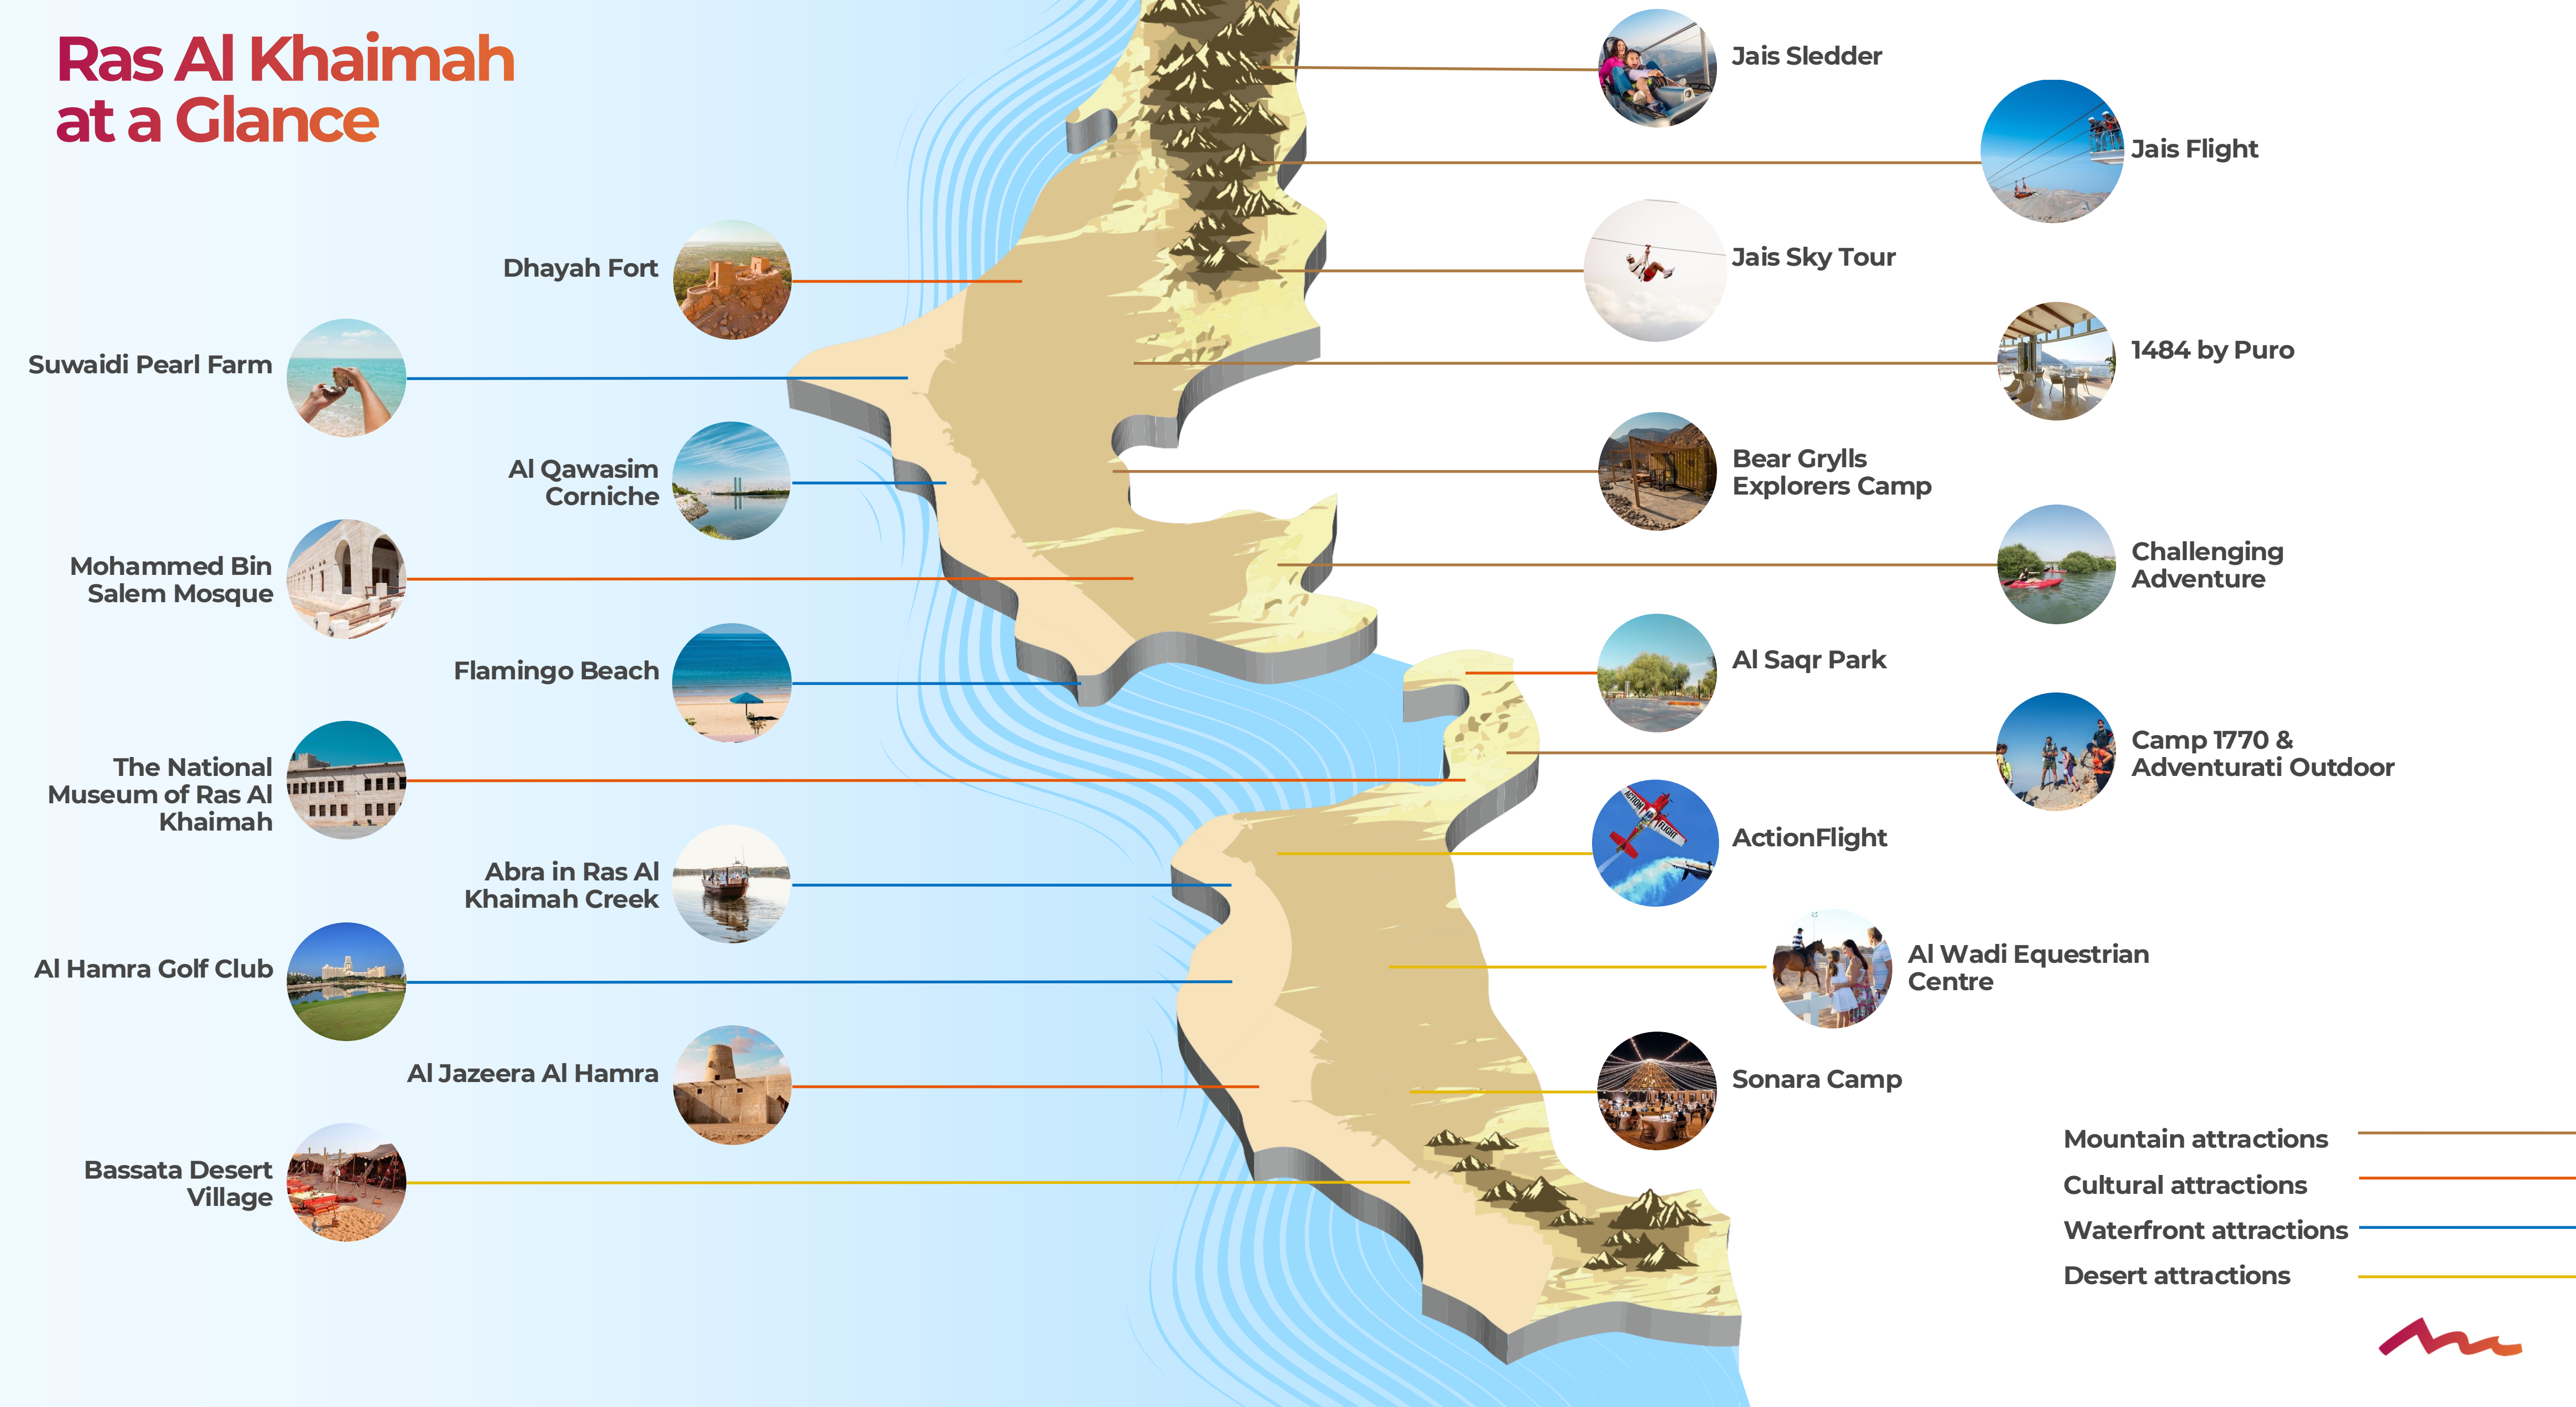 Ras Al Khaimah
at a Glance
Dhayah Fort
Suwaidi Pearl Farm
Al Qawasim
Corniche
Mohammed Bin
Salem Mosque
Flamingo Beach
The National
Museum of Ras Al
Khaimah
Abra in Ras Al
Khaimah Creek
Al Hamra Golf Club
Al Jazeera Al Hamra
Bassata Desert
Village
Jais Sledder
Jais Flight
Jais Sky Tour
1484 by Puro
Bear Grylls
Explorers Camp
Challenging
Adventure
Al Saqr Park
Camp 1770 &
Adventurati Outdoor
ACTION
FLIGHT
ActionFlight
Al Wadi Equestrian
Centre
Sonara Camp
Mountain attractions
Cultural attractions
Waterfront attractions
Desert attractions